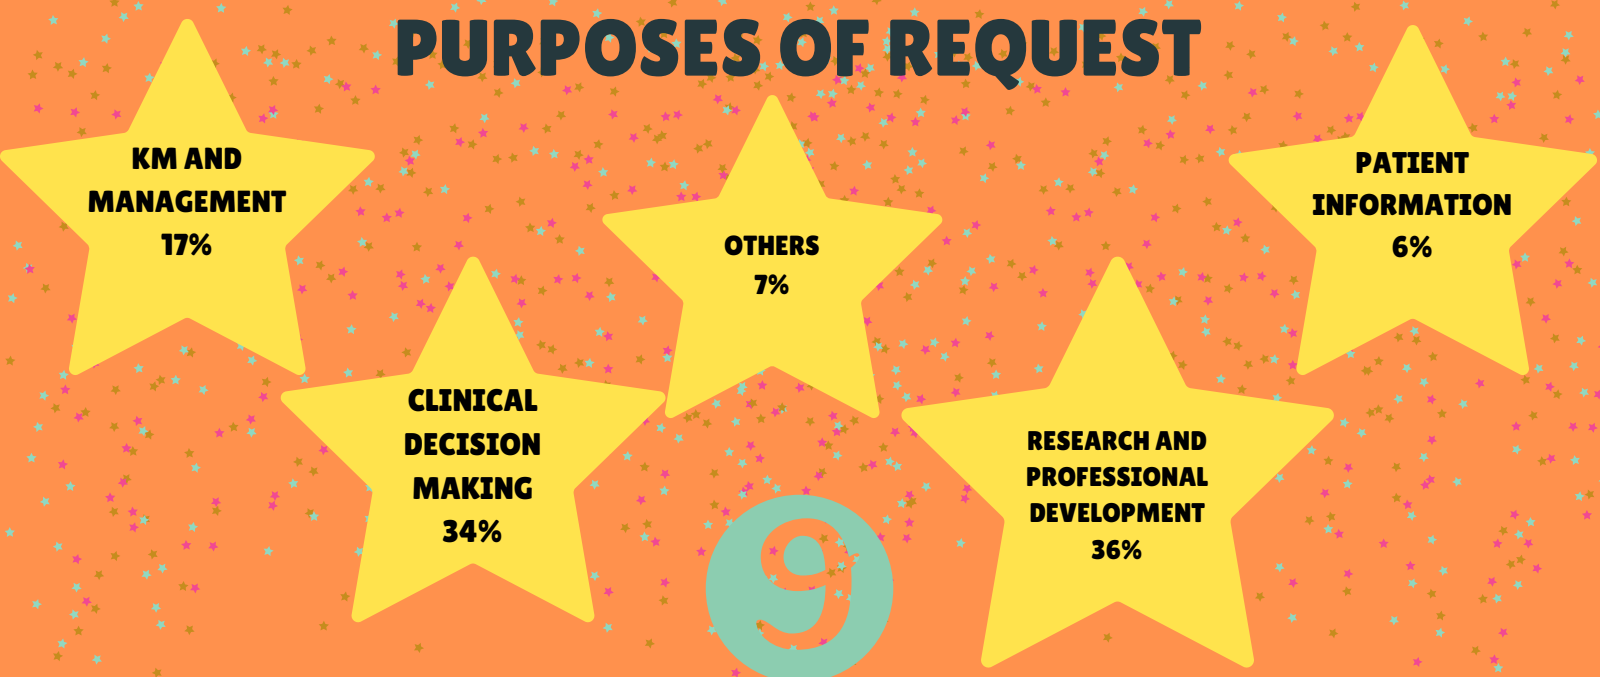 PURPOSES OF REQUEST
KM AND
MANAGEMENT
17%
CLINICAL
DECISION
MAKING
34%
OTHERS
7%
RESEARCH AND
PROFESSIONAL
DEVELOPMENT
36%
PATIENT
INFORMATION
6%
9